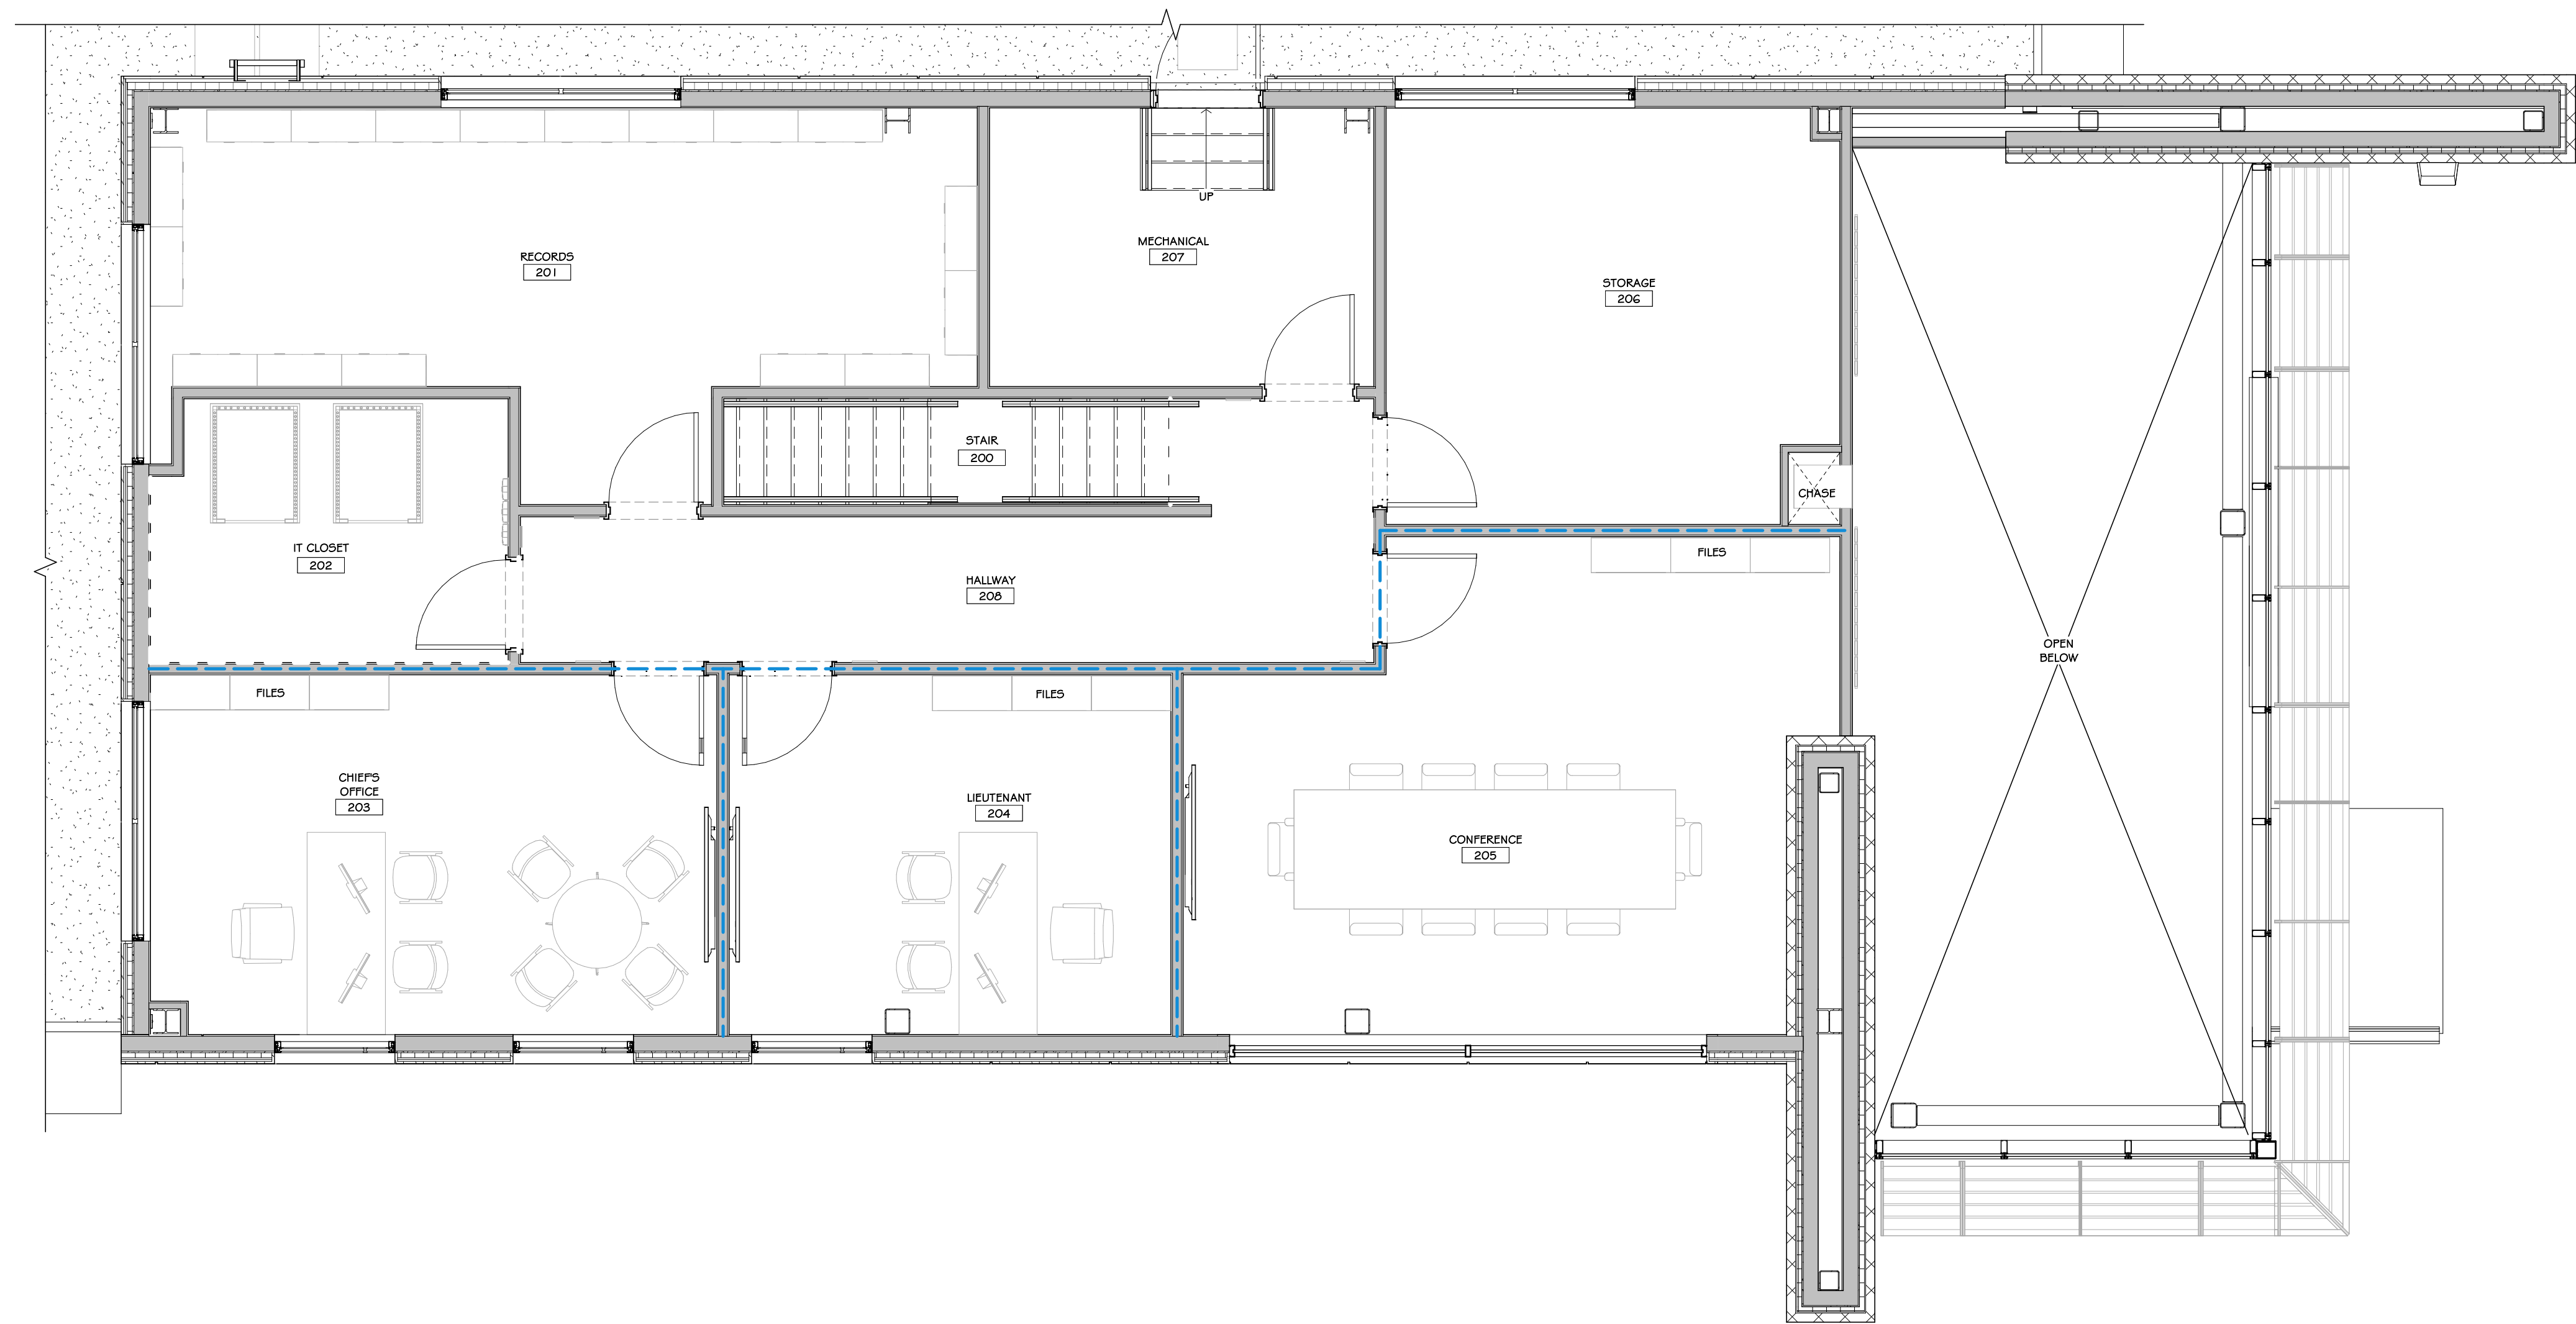 UP
RECORDS
201
MECHANICAL
207
STORAGE
206
STAIR
200
CHASE
IT CLOSET
202
FILES
HALLWAY
208
OPEN
BELOW
FILES
FILES
CHIEF'S
OFFICE
203
LIEUTENANT
204
CONFERENCE
205